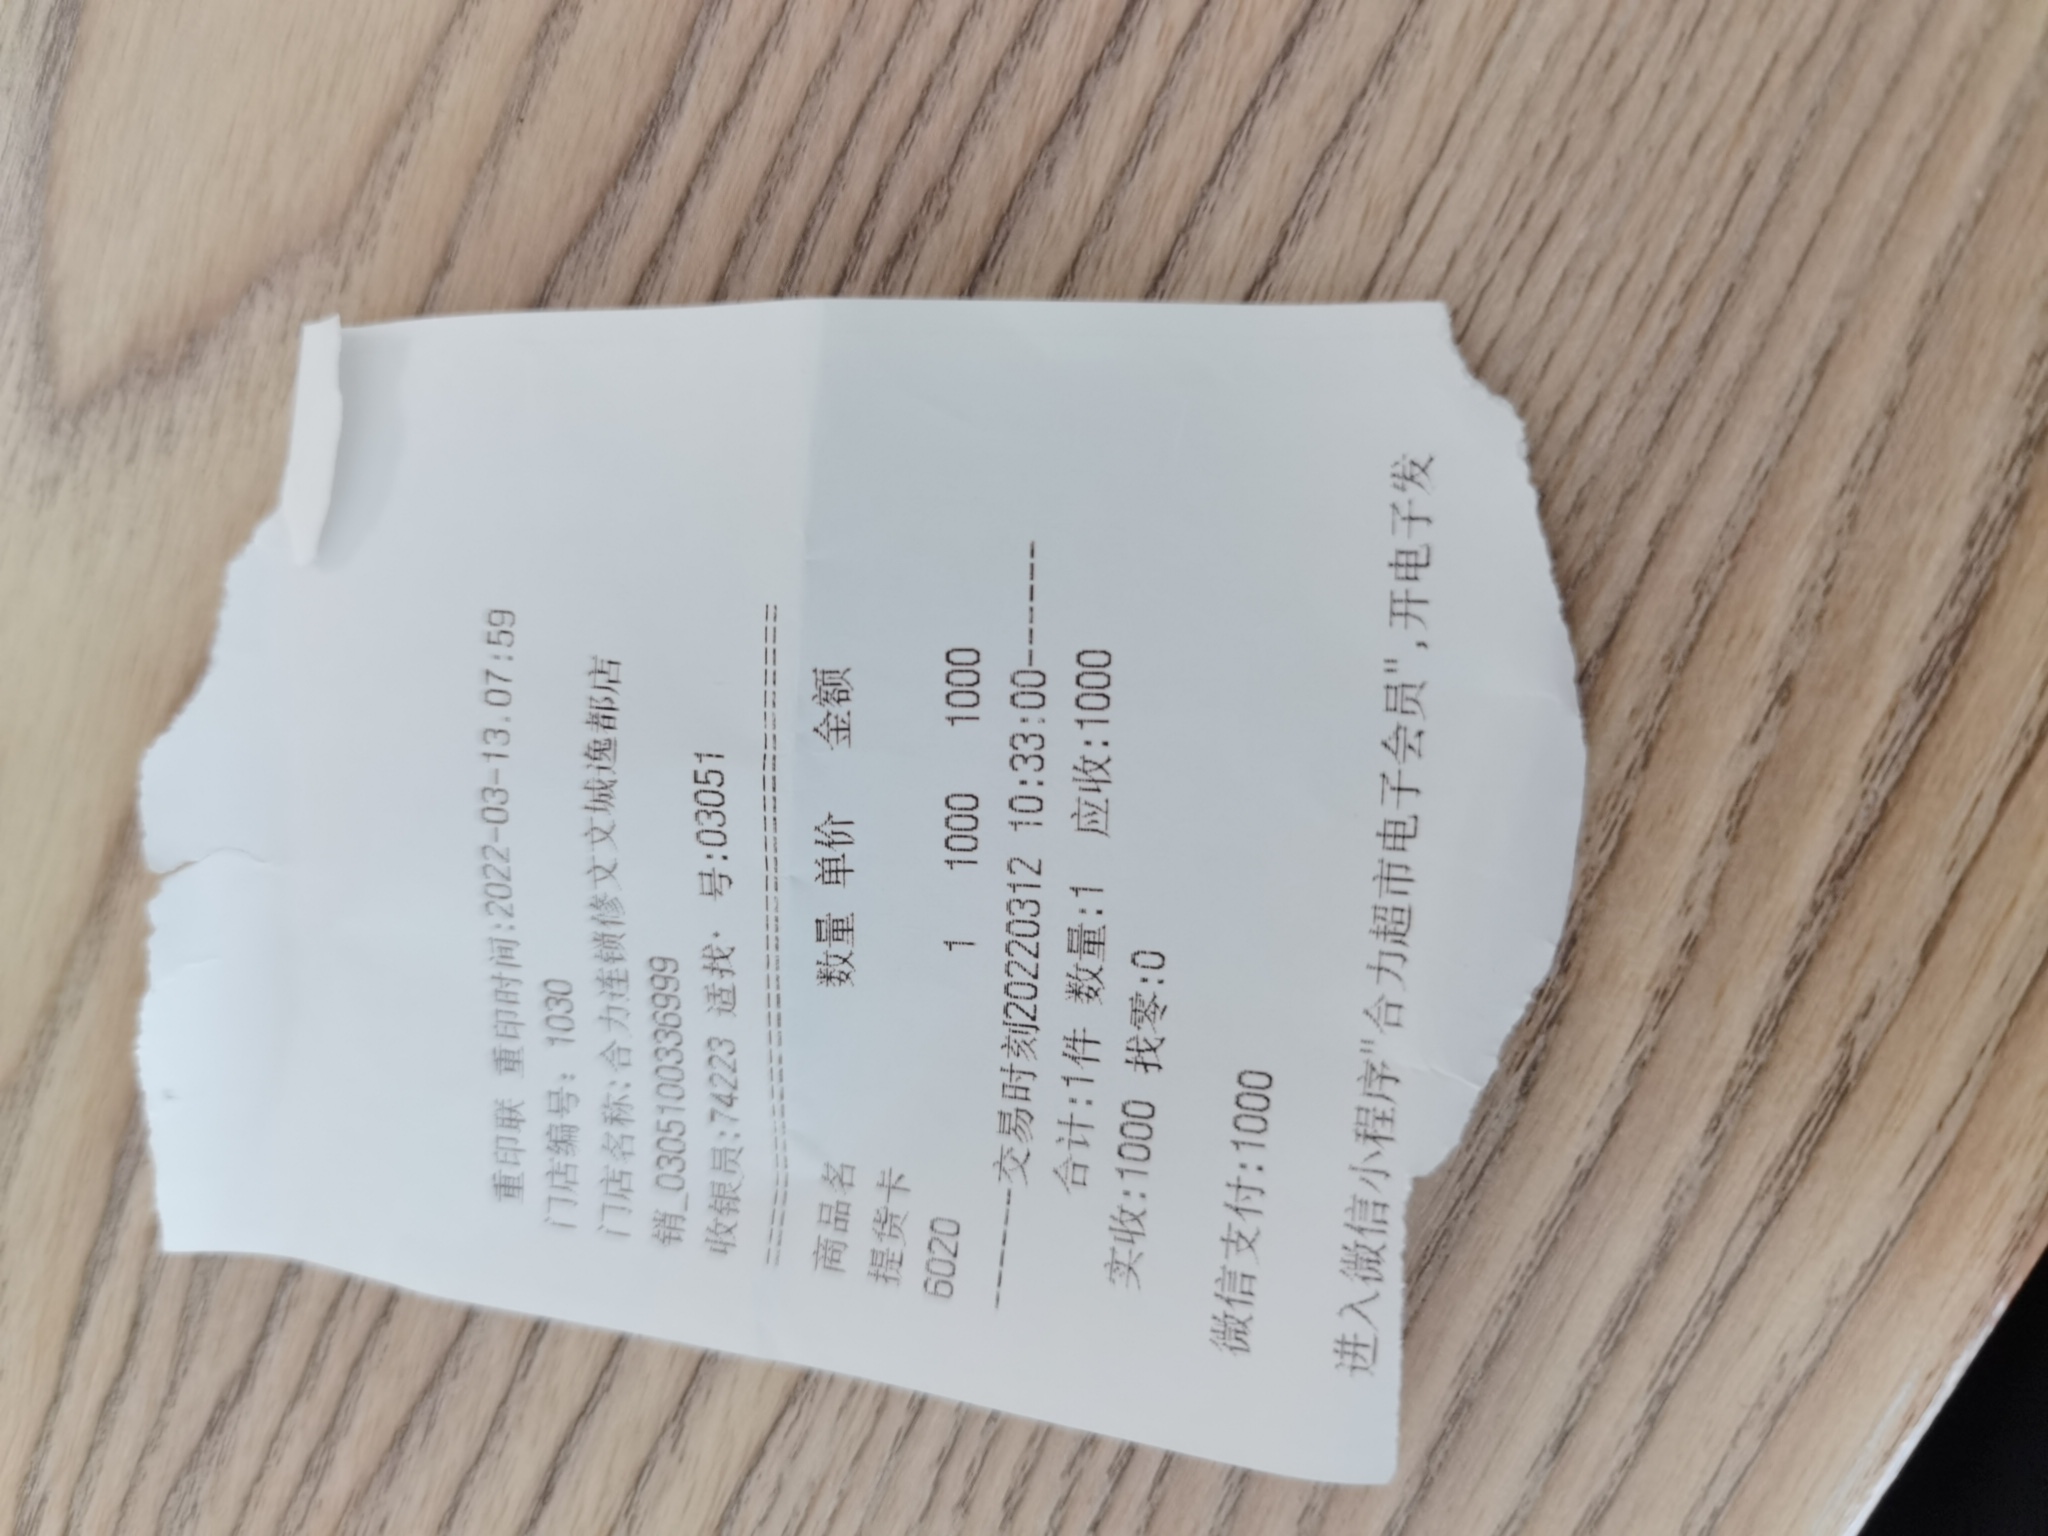 重印联 重印时间:2022-03-13.07:59
门店编号: 1030
门店名称:合力连锁修文文城逸都店
销_0305100336999
收银员:74223 号:03051
==========================================
商品名 数量 单价 金额
提货卡
6020 1 1000 1000
--------交易时刻20220312 10:33:00--------
合计:1件 数量:1 应收:1000
实收:1000 找零:0
微信支付:1000
进入微信小程序"合力超市电子会员",开电子发